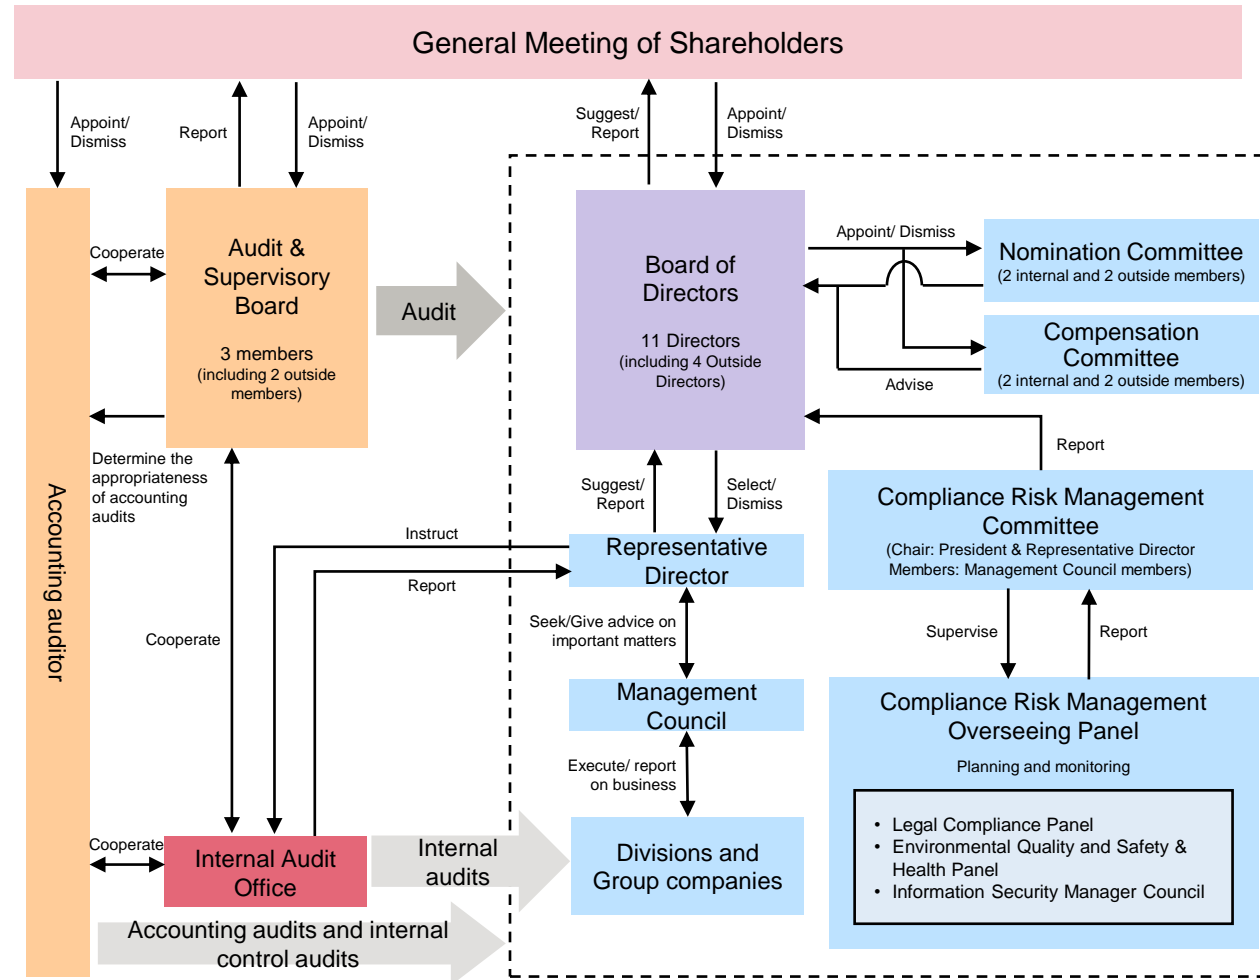 General Meeting of Shareholders
Appoint/
Dismiss
Report
Appoint/
Dismiss
Suggest/
Report
Appoint/
Dismiss
Accounting auditor
Cooperate
Audit &
Supervisory
Board
3 members
(including 2 outside
members)
Audit
Board of
Directors
11 Directors
(including 4 Outside
Directors)
Appoint/ Dismiss
Nomination Committee
(2 internal and 2 outside members)
Compensation
Committee
(2 internal and 2 outside members)
Advise
Determine the
appropriateness
of accounting
audits
Report
Suggest/
Report
Select/
Dismiss
Compliance Risk Management
Committee
(Chair: President & Representative Director
Members: Management Council members)
Instruct
Report
Representative
Director
Cooperate
Seek/Give advice on
important matters
Supervise
Report
Management
Council
Compliance Risk Management
Overseeing Panel
Planning and monitoring
Execute/ report
on business
• Legal Compliance Panel
• Environmental Quality and Safety &
Health Panel
• Information Security Manager Council
Cooperate
Internal Audit
Office
Internal
audits
Divisions and
Group companies
Accounting audits and internal
control audits